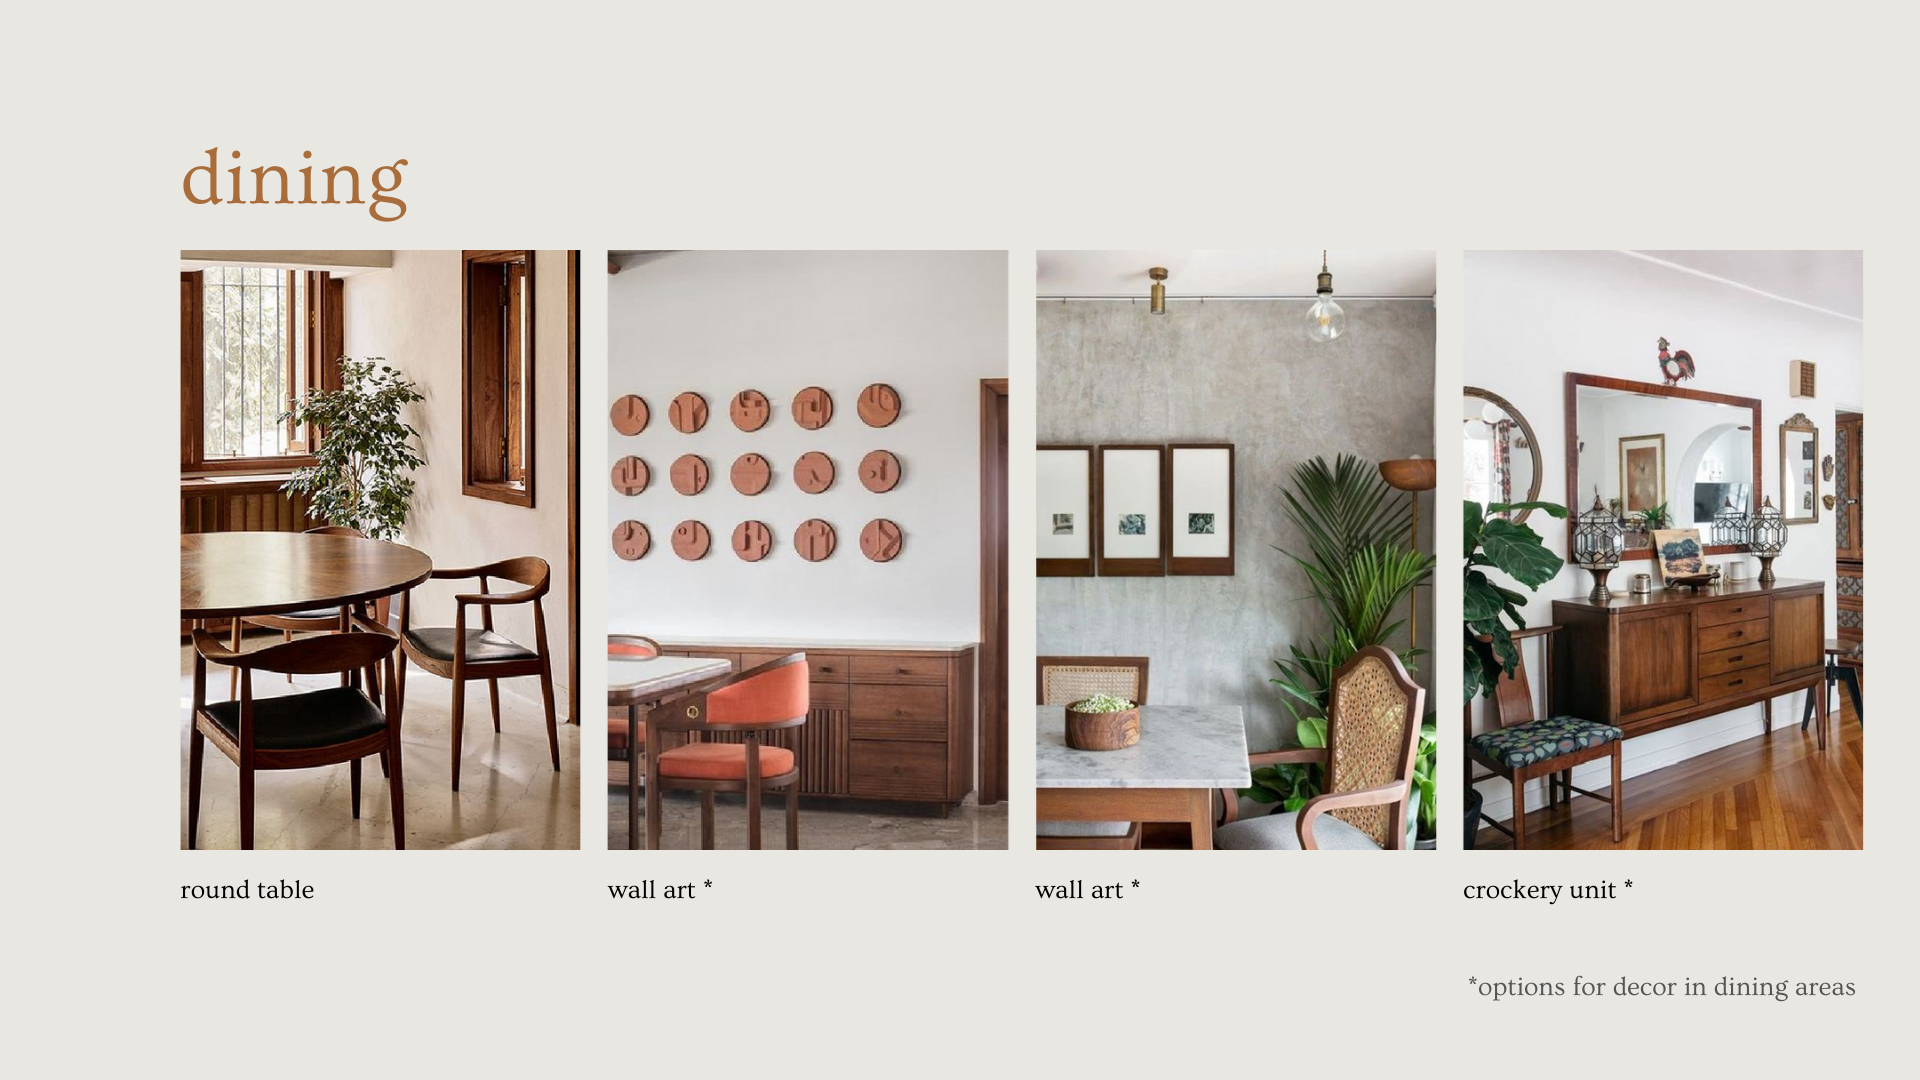 dining
round table
wall art *
wall art *
crockery unit *
*options for decor in dining areas